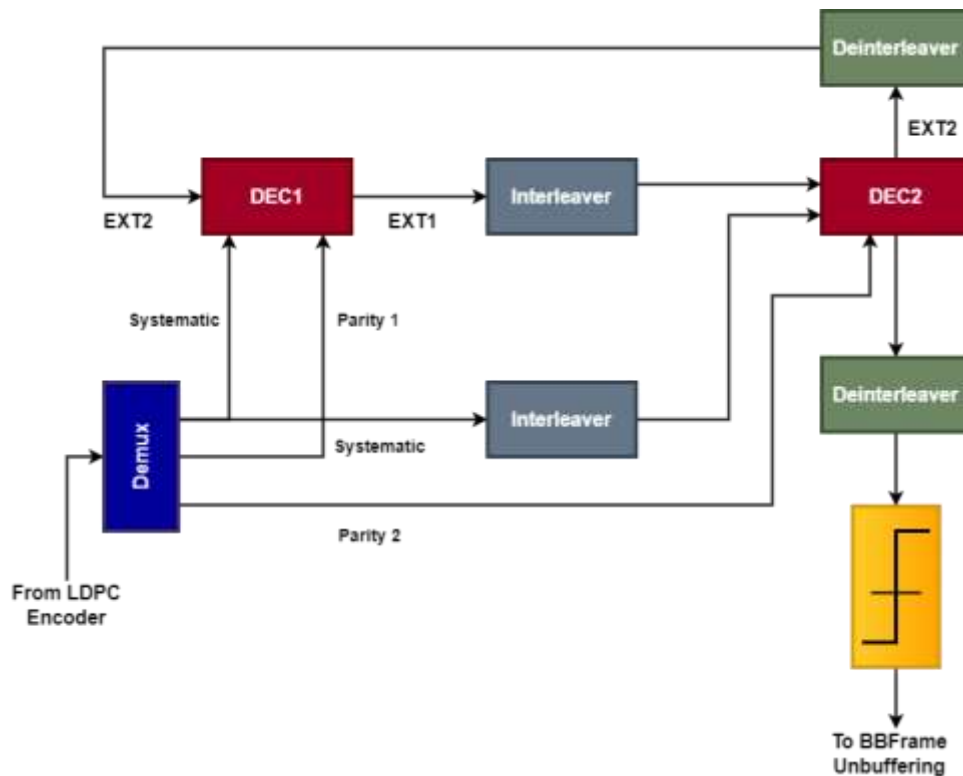 Deinterleaver
EXT2
DEC1
Interleaver
DEC2
EXT2
EXT1
Systematic
Parity 1
Deinterleaver
Interleaver
Demux
Systematic
Parity 2
From LDPC
Encoder
To BBFrame
Unbuffering